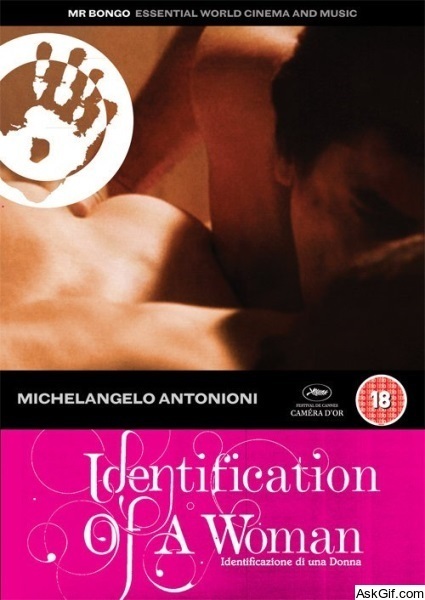 MR BONGO ESSENTIAL WORLD CINEMA AND MUSIC
MICHELANGELO ANTONIONI
FESTIVAL DE CANNES
CAMÉRA D'OR
18
Identification
Of A Woman
Identificazione di una Donna
AskGif.com